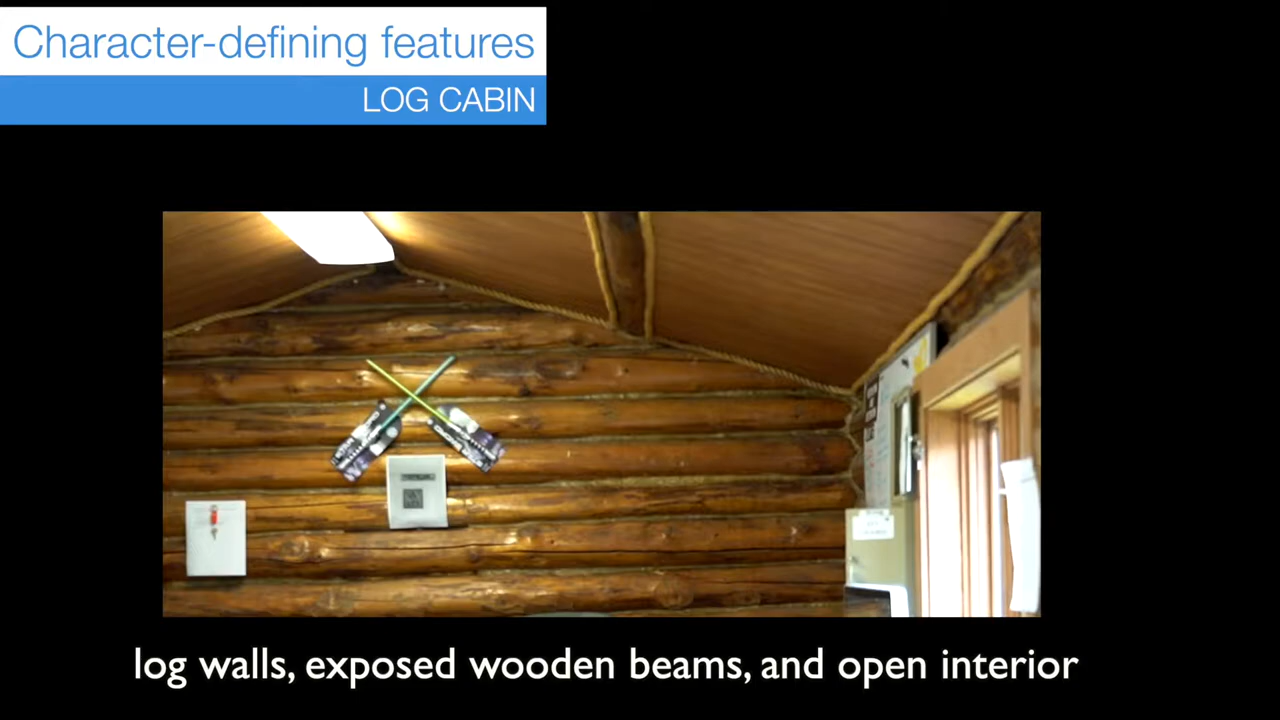 Character-defining features
LOG CABIN
log walls, exposed wooden beams, and open interior